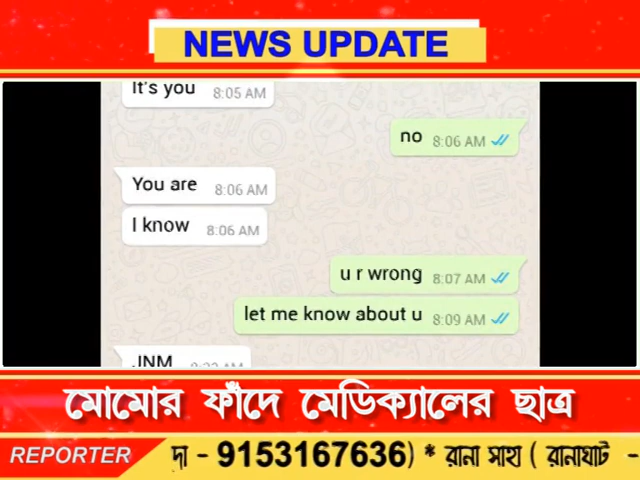 NEWS UPDATE
It's you 8:05 AM
no 8:06 AM
You are 8:06 AM
I know 8:06 AM
u r wrong 8:07 AM
let me know about u 8:09 AM
JNM
মোমোর ফাঁদে মেডিক্যালের ছাত্র
REPORTER দা - 9153167636) * রানা সাহা ( রানাঘাট -